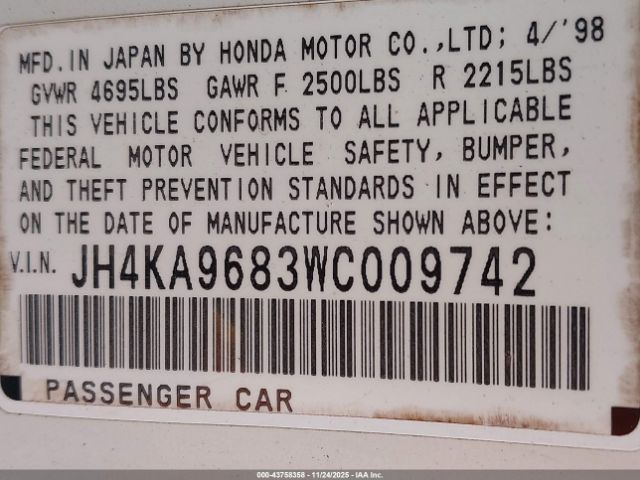 MFD. IN JAPAN BY HONDA MOTOR CO.,LTD; 4/'98
GVWR 4695LBS GAWR F 2500LBS R 2215LBS
THIS VEHICLE CONFORMS TO ALL APPLICABLE
FEDERAL MOTOR VEHICLE SAFETY, BUMPER,
AND THEFT PREVENTION STANDARDS IN EFFECT
ON THE DATE OF MANUFACTURE SHOWN ABOVE:
V.I.N. JH4KA9683WC009742
PASSENGER CAR
000-43758358 - 11/24/2025 - IAA Inc.